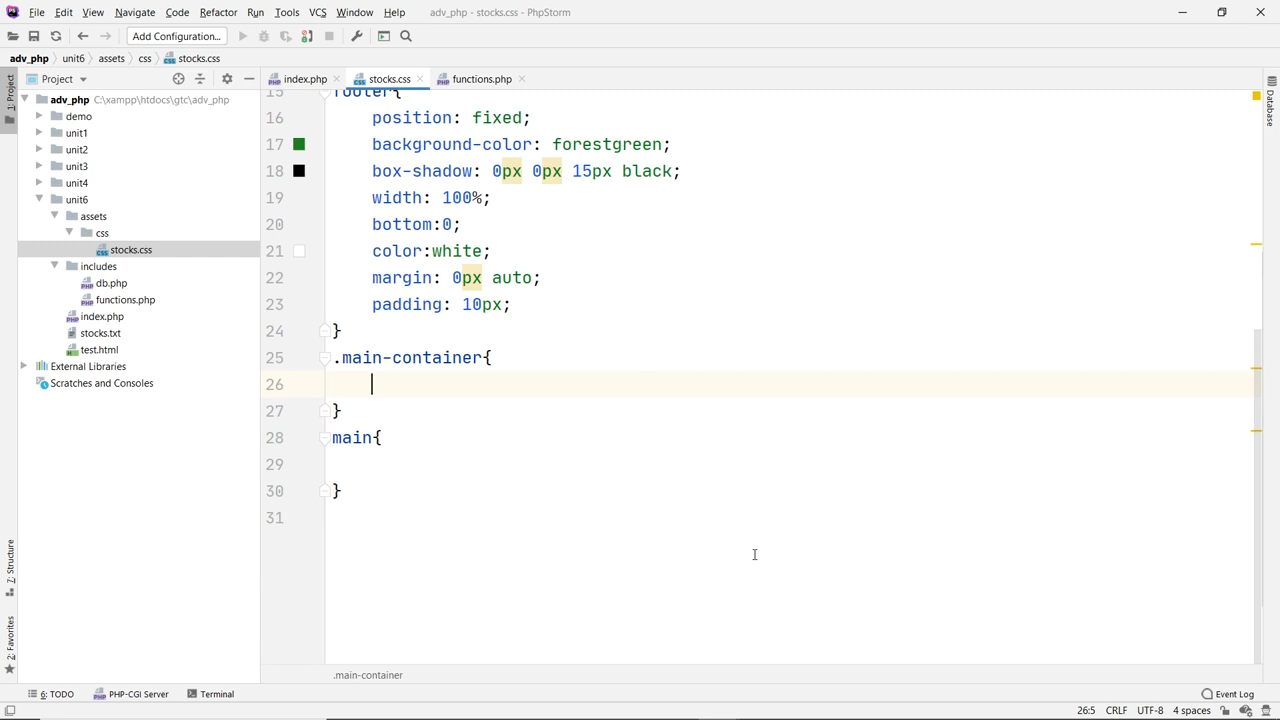 File Edit View Navigate Code Refactor Run Tools VCS Window Help adv_php - stocks.css - PhpStorm
Add Configuration...
adv_php unit6 assets css stocks.css
Project index.php stocks.css functions.php
1: Project
adv_php C:\xampp\htdocs\gtc\adv_php
demo
unit1
unit2
unit3
unit4
unit6
assets
css
stocks.css
includes
db.php
functions.php
index.php
stocks.txt
test.html
External Libraries
Scratches and Consoles
7: Structure
2: Favorites
15 footer{
16 position: fixed;
17 background-color: forestgreen;
18 box-shadow: 0px 0px 15px black;
19 width: 100%;
20 bottom:0;
21 color:white;
22 margin: 0px auto;
23 padding: 10px;
24 }
25 .main-container{
26
27 }
28 main{
29
30 }
31
.main-container
Database
6: TODO PHP-CGI Server Terminal Event Log
26:5 CRLF UTF-8 4 spaces